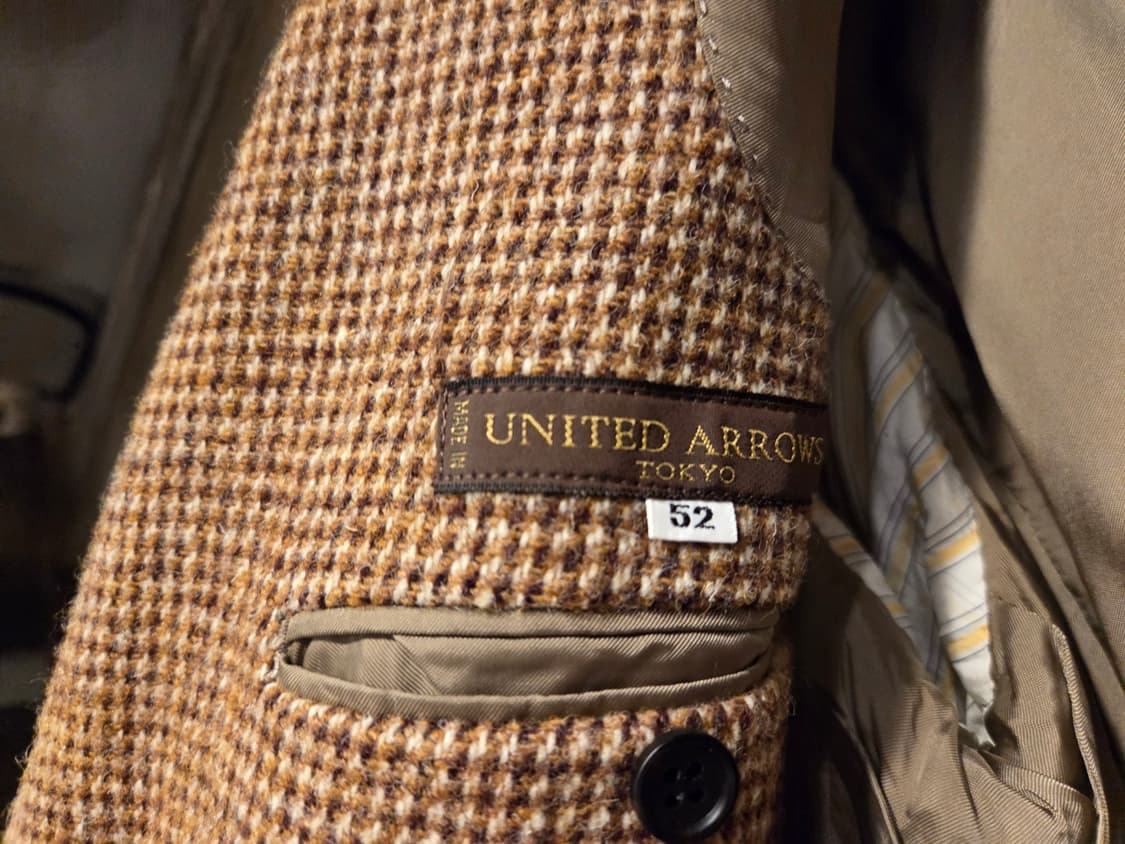 MADE IN
UNITED ARROWS
TOKYO
52